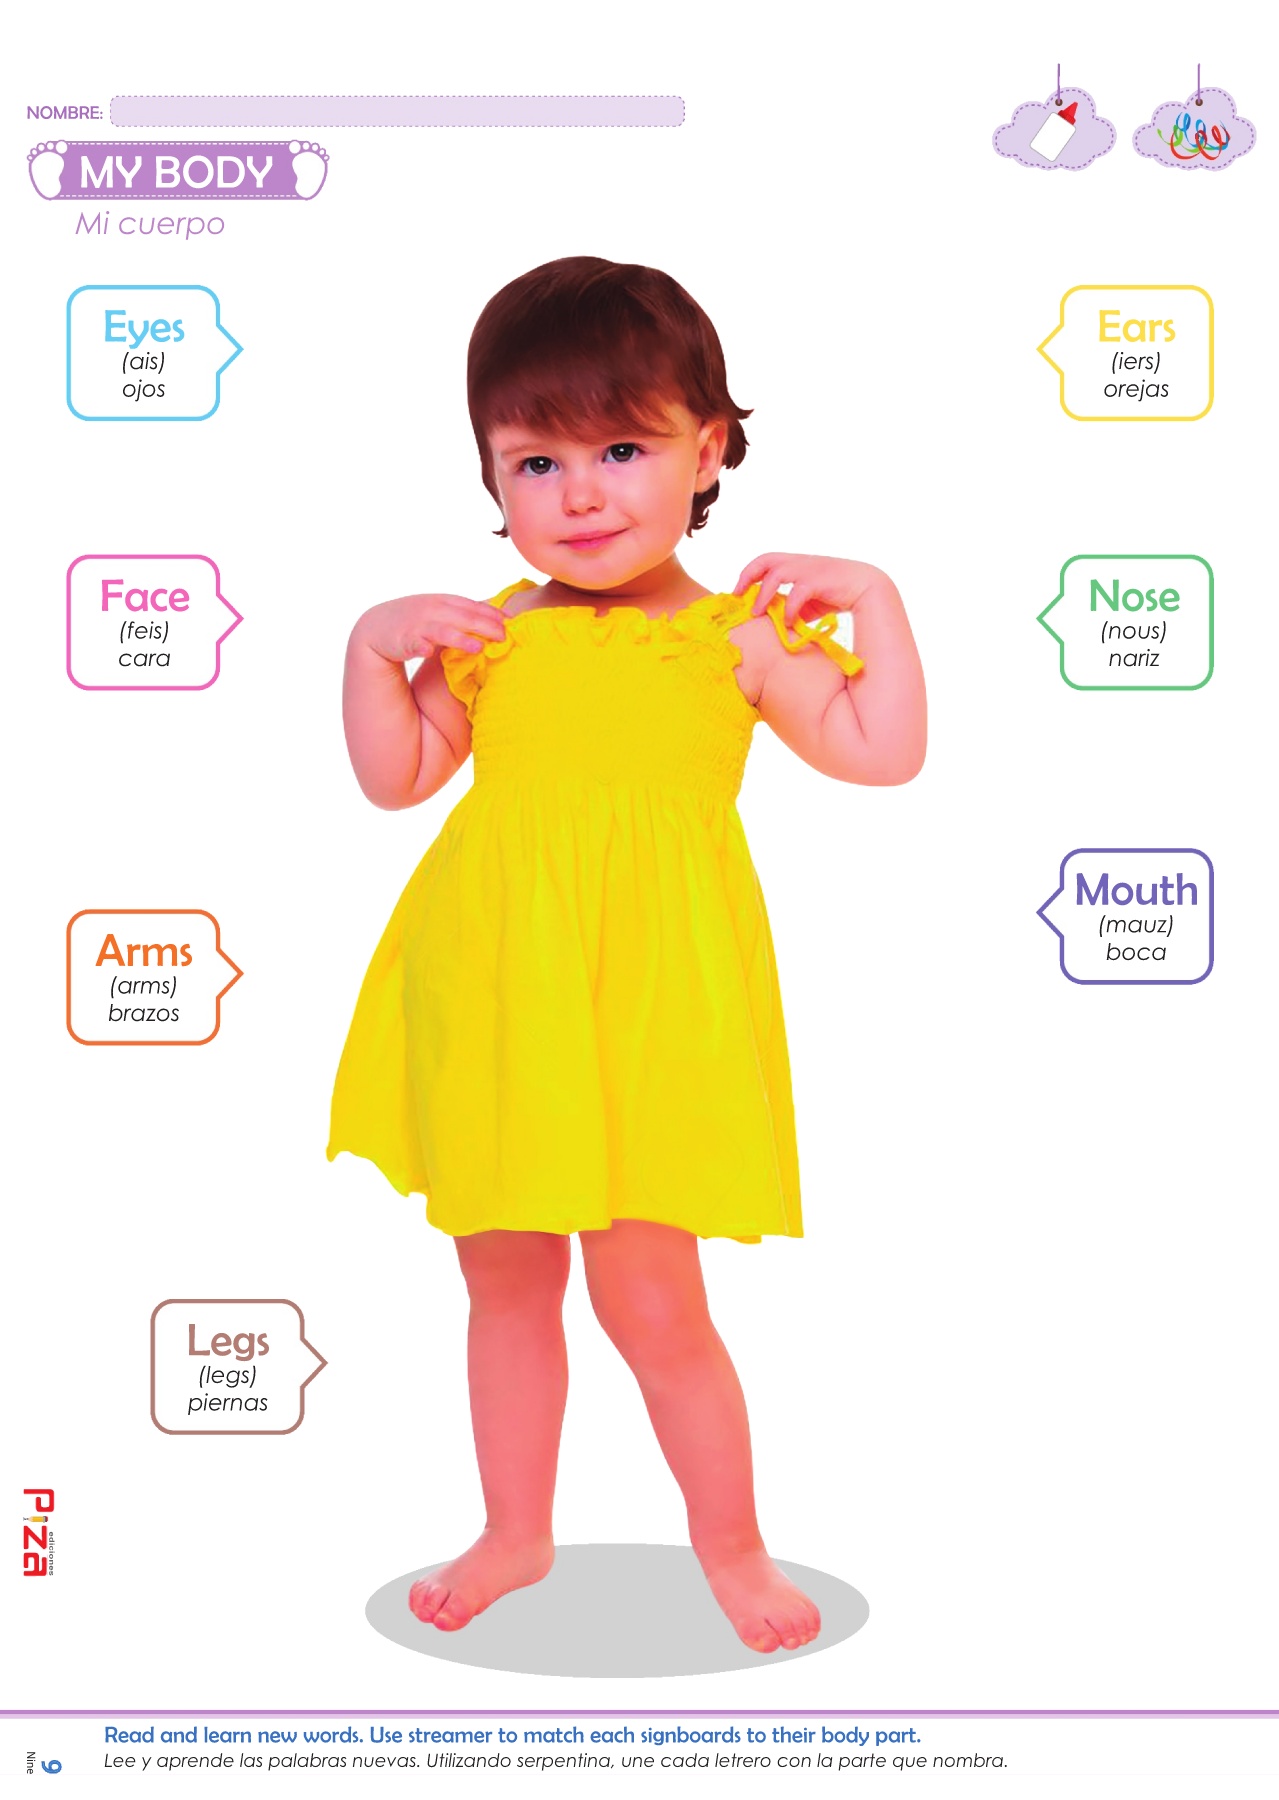 NOMBRE:
MY BODY
Mi cuerpo
Eyes
(ais)
ojos
Ears
(iers)
orejas
Face
(feis)
cara
Nose
(nous)
nariz
Mouth
(mauz)
boca
Arms
(arms)
brazos
Legs
(legs)
piernas
Piza
ediciones
Read and learn new words. Use streamer to match each signboards to their body part.
Lee y aprende las palabras nuevas. Utilizando serpentina, une cada letrero con la parte que nombra.
Nine
9